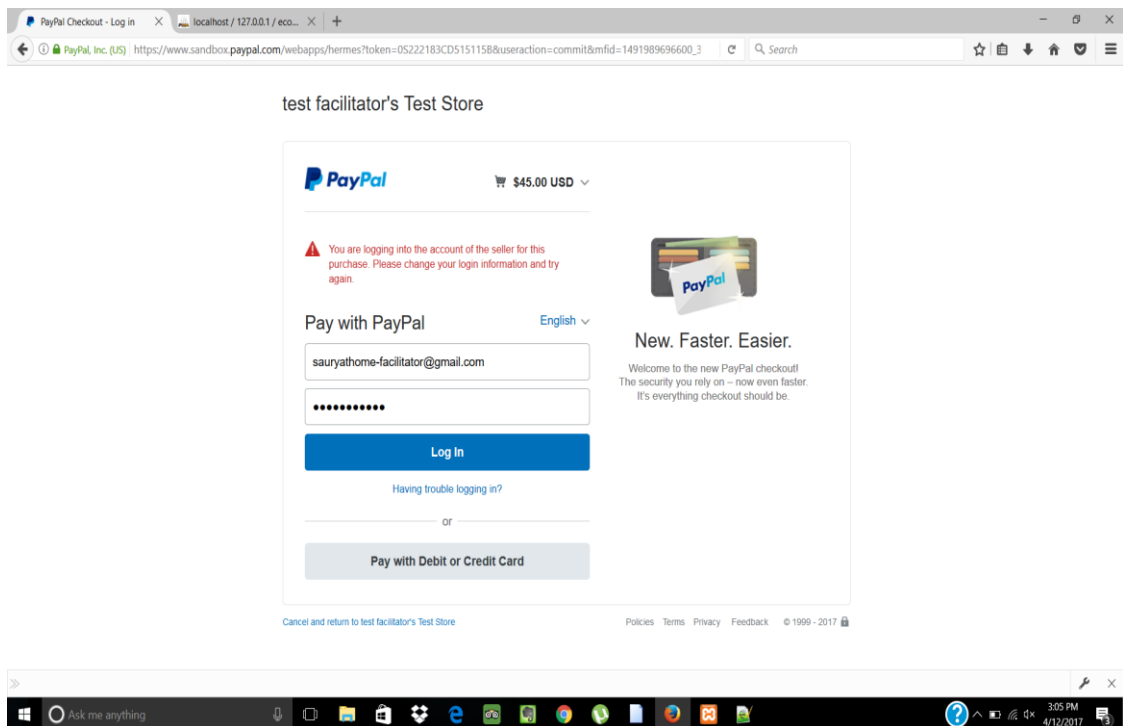 PayPal Checkout - Log in
localhost / 127.0.0.1 / eco...
PayPal, Inc. (US) https://www.sandbox.paypal.com/webapps/hermes?token=0S222183CD515115B&useraction=commit&mfid=1491989696600_3
Search
test facilitator's Test Store
PayPal
$45.00 USD
You are logging into the account of the seller for this
purchase. Please change your login information and try
again.
Pay with PayPal
English
sauryathome-facilitator@gmail.com
Log In
Having trouble logging in?
or
Pay with Debit or Credit Card
PayPal
New. Faster. Easier.
Welcome to the new PayPal checkout!
The security you rely on – now even faster.
It's everything checkout should be.
Cancel and return to test facilitator's Test Store
Policies Terms Privacy Feedback © 1999 - 2017
Ask me anything
3:05 PM
4/12/2017
3